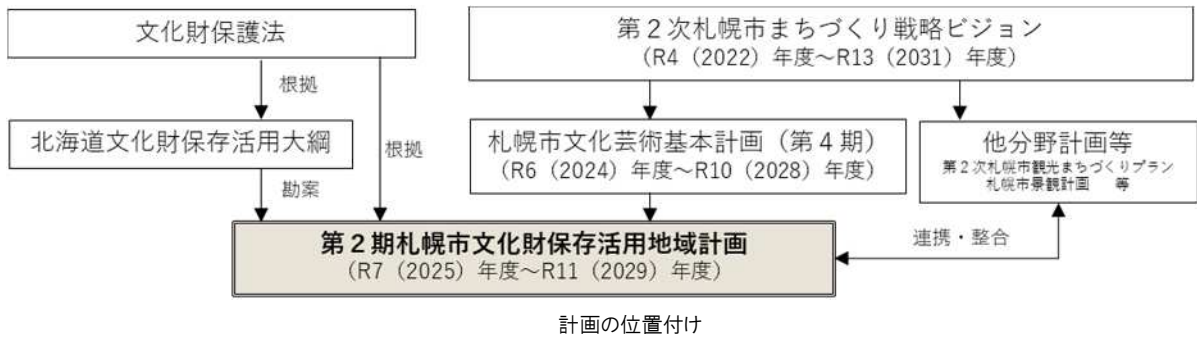 文化財保護法
第２次札幌市まちづくり戦略ビジョン
（R4（2022）年度～R13（2031）年度）
根拠
北海道文化財保存活用大綱
根拠
札幌市文化芸術基本計画（第４期）
（R6（2024）年度～R10（2028）年度）
他分野計画等
第２次札幌市観光まちづくりプラン
札幌市景観計画　等
勘案
第２期札幌市文化財保存活用地域計画
（R7（2025）年度～R11（2029）年度）
連携・整合
計画の位置付け